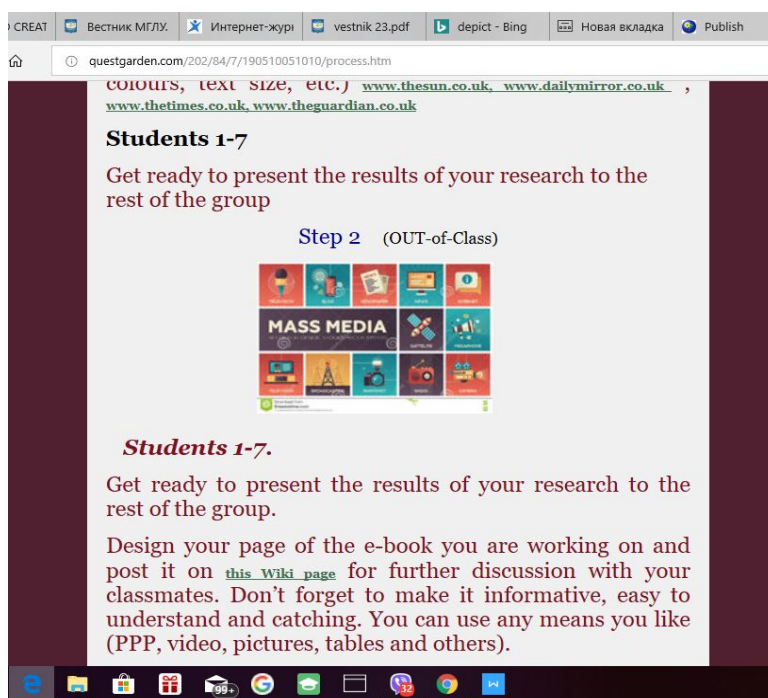 CREAT Вестник МГЛУ. Интернет-журн vestnik 23.pdf depict - Bing Новая вкладка Publish
questgarden.com/202/84/7/190510051010/process.htm
colours, text size, etc.) www.thesun.co.uk, www.dailymirror.co.uk ,
www.thetimes.co.uk, www.theguardian.co.uk
Students 1-7
Get ready to present the results of your research to the
rest of the group
Step 2 (OUT-of-Class)
MASS MEDIA
Students 1-7.
Get ready to present the results of your research to the
rest of the group.
Design your page of the e-book you are working on and
post it on this Wiki page for further discussion with your
classmates. Don't forget to make it informative, easy to
understand and catching. You can use any means you like
(PPP, video, pictures, tables and others).
99+ 32